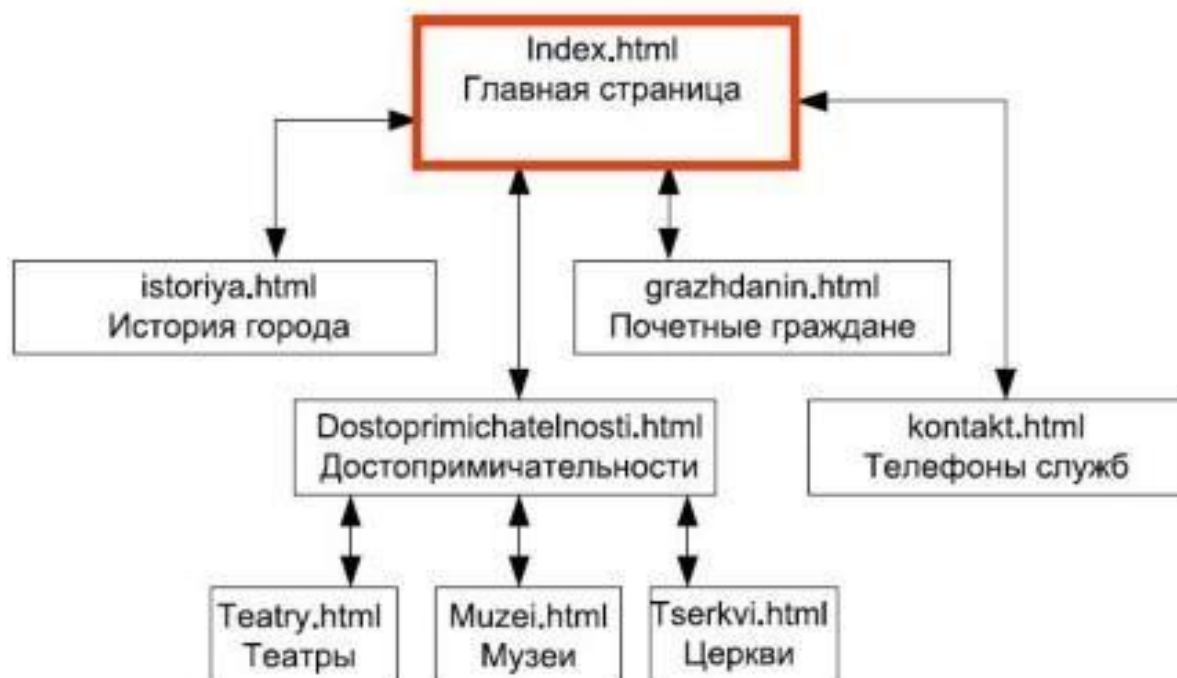 Index.html
Главная страница
istoriya.html
История города
grazhdanin.html
Почетные граждане
Dostoprimichatelnosti.html
Достопримичательности
kontakt.html
Телефоны служб
Teatry.html
Театры
Muzei.html
Музеи
Tserkvi.html
Церкви